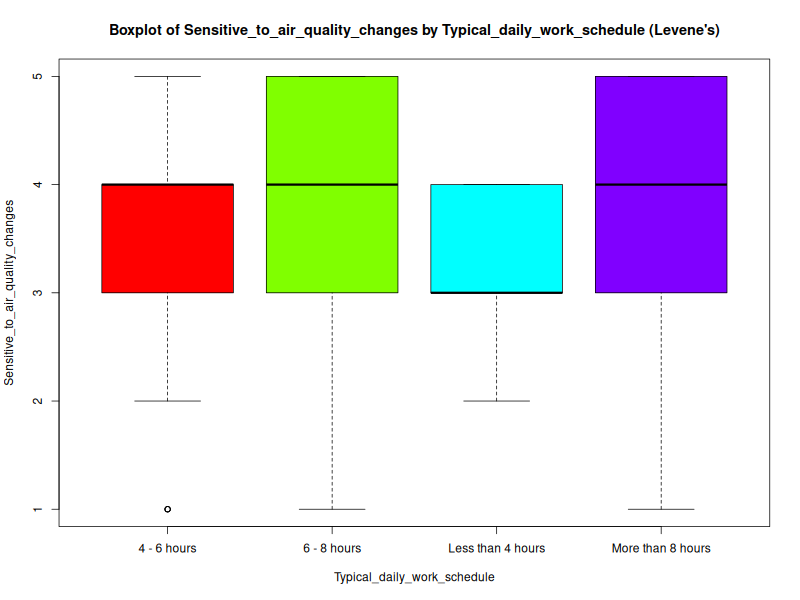 Boxplot of Sensitive_to_air_quality_changes by Typical_daily_work_schedule (Levene's)
Sensitive_to_air_quality_changes
5
4
3
2
1
4 - 6 hours
6 - 8 hours
Less than 4 hours
More than 8 hours
Typical_daily_work_schedule